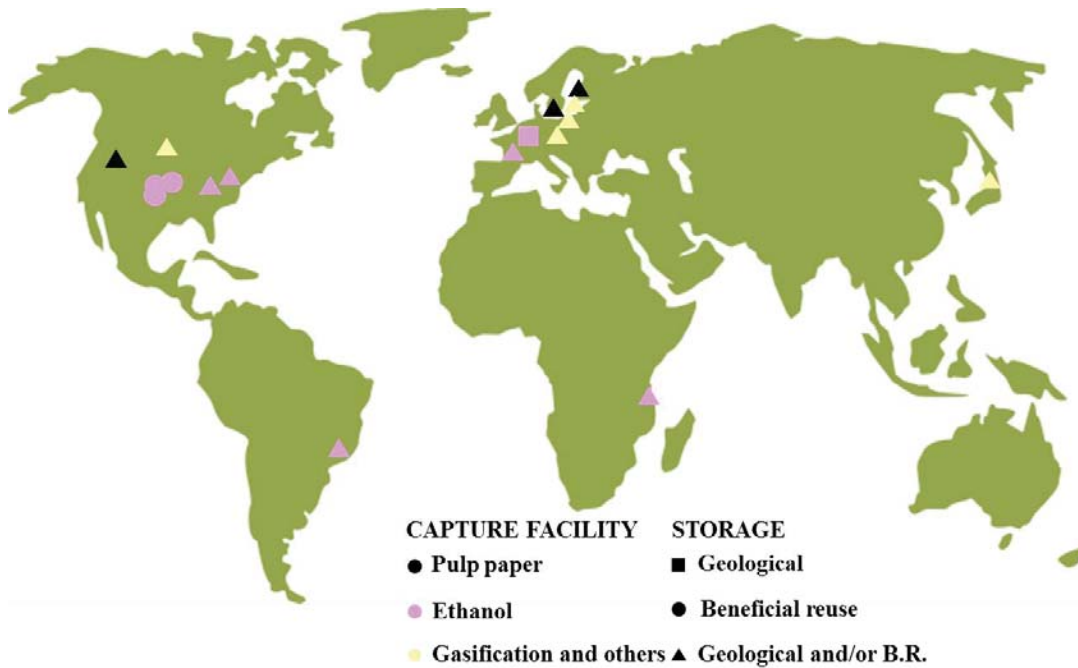 CAPTURE FACILITY STORAGE
Pulp paper Geological
Ethanol Beneficial reuse
Gasification and others Geological and/or B.R.